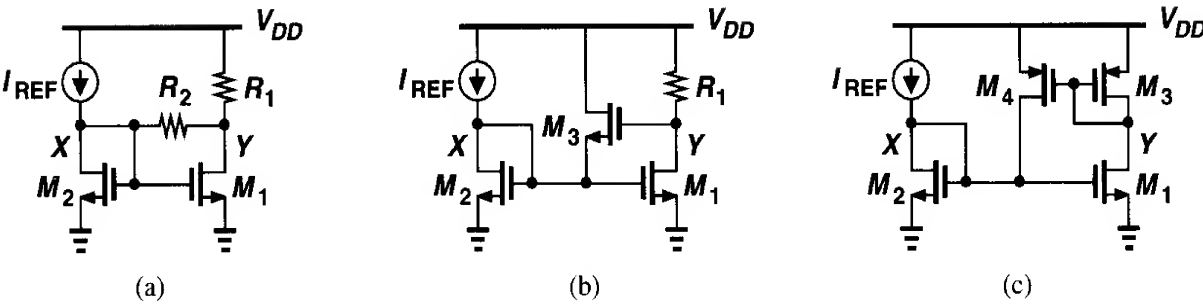 V_DD
I_REF
R_2
R_1
X
Y
M_2
M_1
(a)
V_DD
I_REF
R_1
M_3
X
Y
M_2
M_1
(b)
V_DD
I_REF
M_4
M_3
X
Y
M_2
M_1
(c)